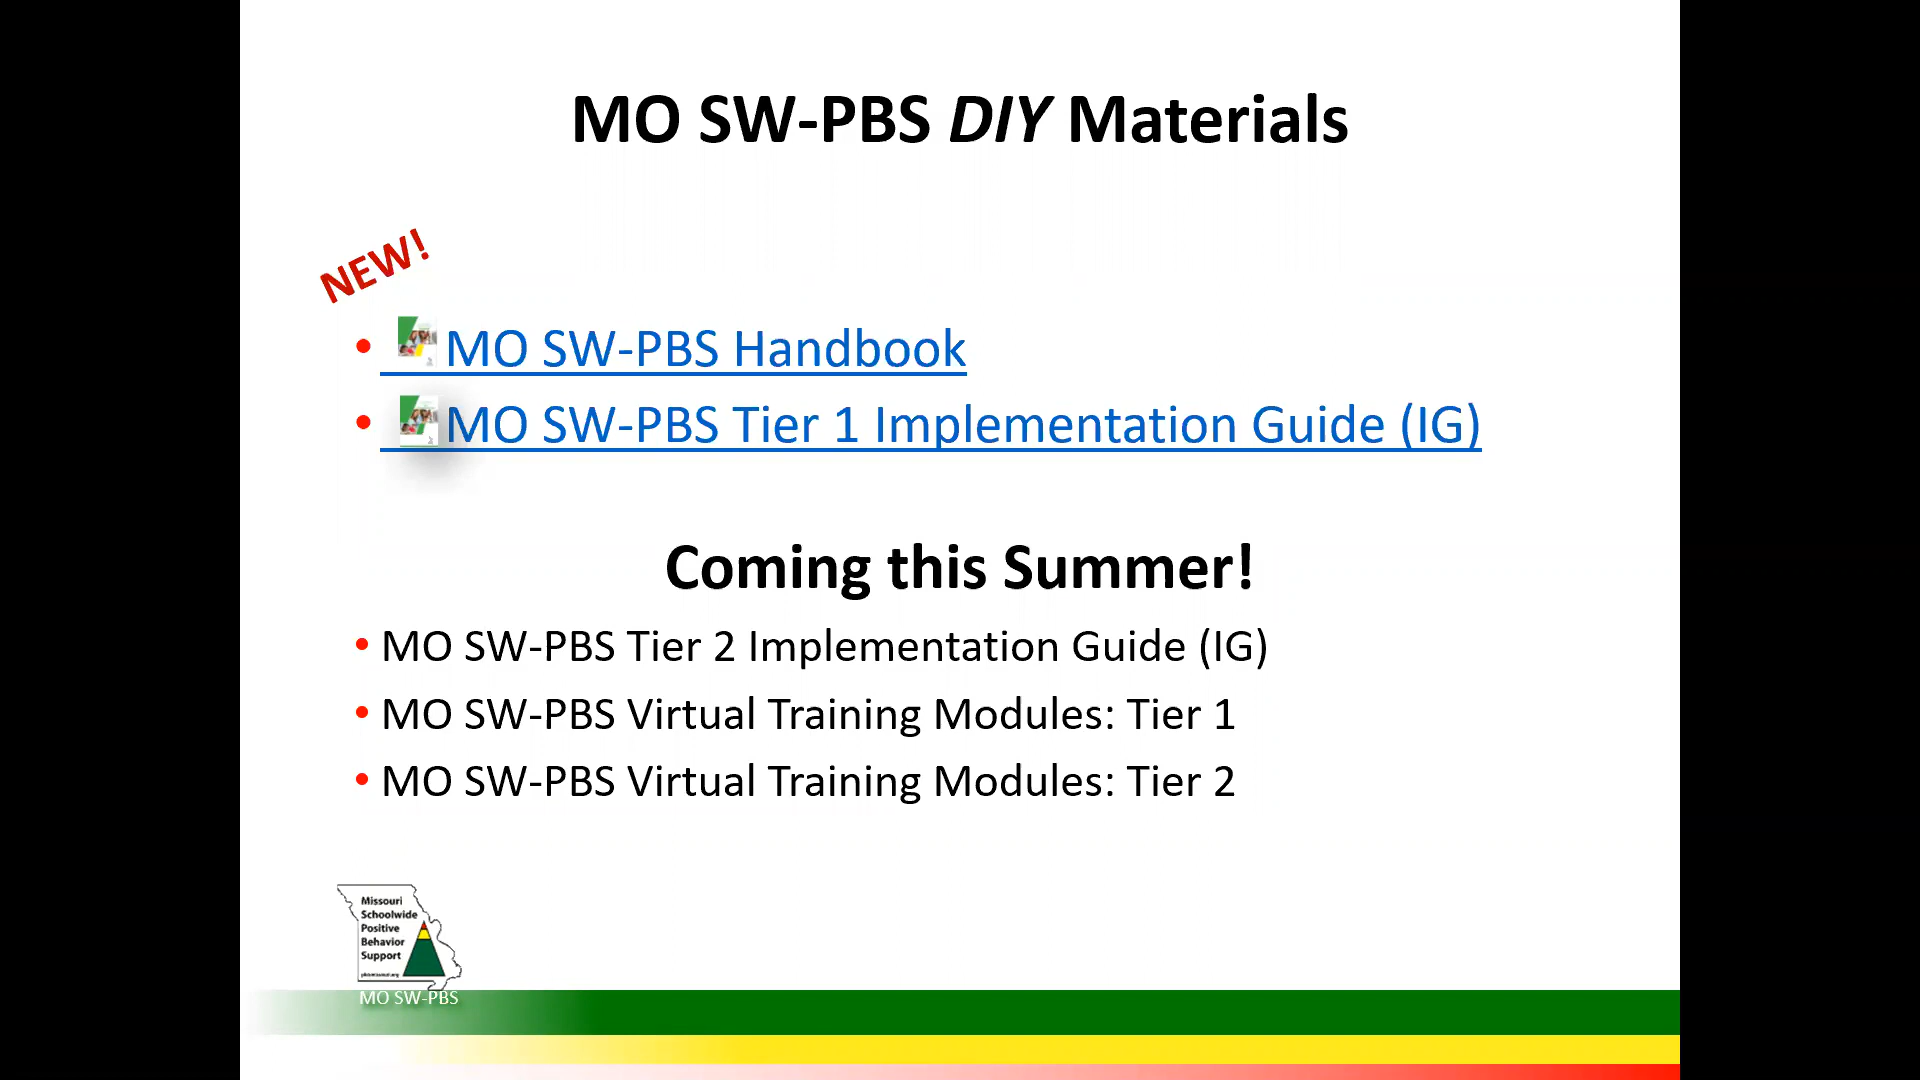 MO SW-PBS DIY Materials
NEW!
• MO SW-PBS Handbook
• MO SW-PBS Tier 1 Implementation Guide (IG)
Coming this Summer!
• MO SW-PBS Tier 2 Implementation Guide (IG)
• MO SW-PBS Virtual Training Modules: Tier 1
• MO SW-PBS Virtual Training Modules: Tier 2
Missouri
Schoolwide
Positive
Behavior
Support
MO SW-PBS